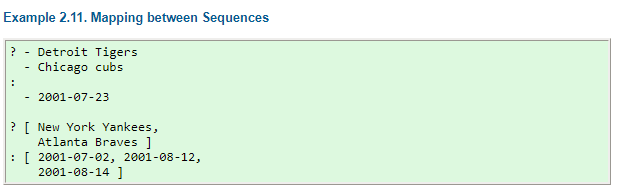 Example 2.11. Mapping between Sequences
? - Detroit Tigers
  - Chicago cubs
:
  - 2001-07-23
? [ New York Yankees,
    Atlanta Braves ]
: [ 2001-07-02, 2001-08-12,
    2001-08-14 ]